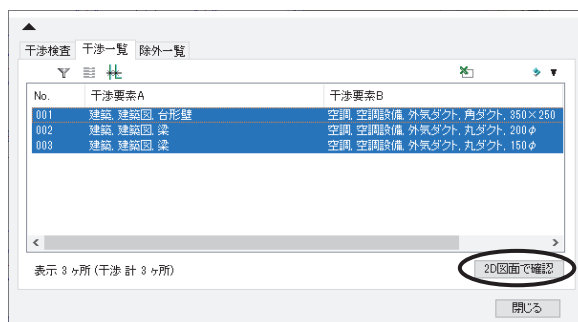 干渉検査 干渉一覧 除外一覧
No. 干渉要素A 干渉要素B
001 建築, 建築図, 台形壁 空調, 空調設備, 外気ダクト, 角ダクト, 350×250
002 建築, 建築図, 梁 空調, 空調設備, 外気ダクト, 丸ダクト, 200φ
003 建築, 建築図, 梁 空調, 空調設備, 外気ダクト, 丸ダクト, 150φ
表示 3 ヶ所 (干渉 計 3 ヶ所) 2D図面で確認
閉じる